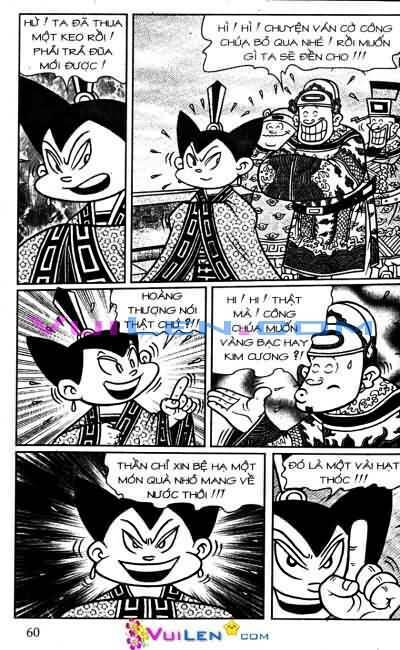 HỨ ! TA ĐÃ THUA
MỘT KEO RỒI !
PHẢI TRẢ ĐŨA
MỚI ĐƯỢC !
HÌ ! HÌ ! CHUYỆN VÁN CỜ CÔNG
CHÚA BỎ QUA NHÉ ! RỒI MUỐN
GÌ TA SẼ ĐỀN CHO !!!
HOÀNG
THƯỢNG NÓI
THẬT CHỨ ?!!
HI ! HI ! THẬT
MÀ ! CÔNG
CHÚA MUỐN
VÀNG BẠC HAY
KIM CƯƠNG ?!
VUILEN.COM
THẦN CHỈ XIN BỆ HẠ MỘT
MÓN QUÀ NHỎ MANG VỀ
NƯỚC THÔI !!!
ĐÓ LÀ MỘT VÀI HẠT
THÓC !!!
60
VUILEN.COM